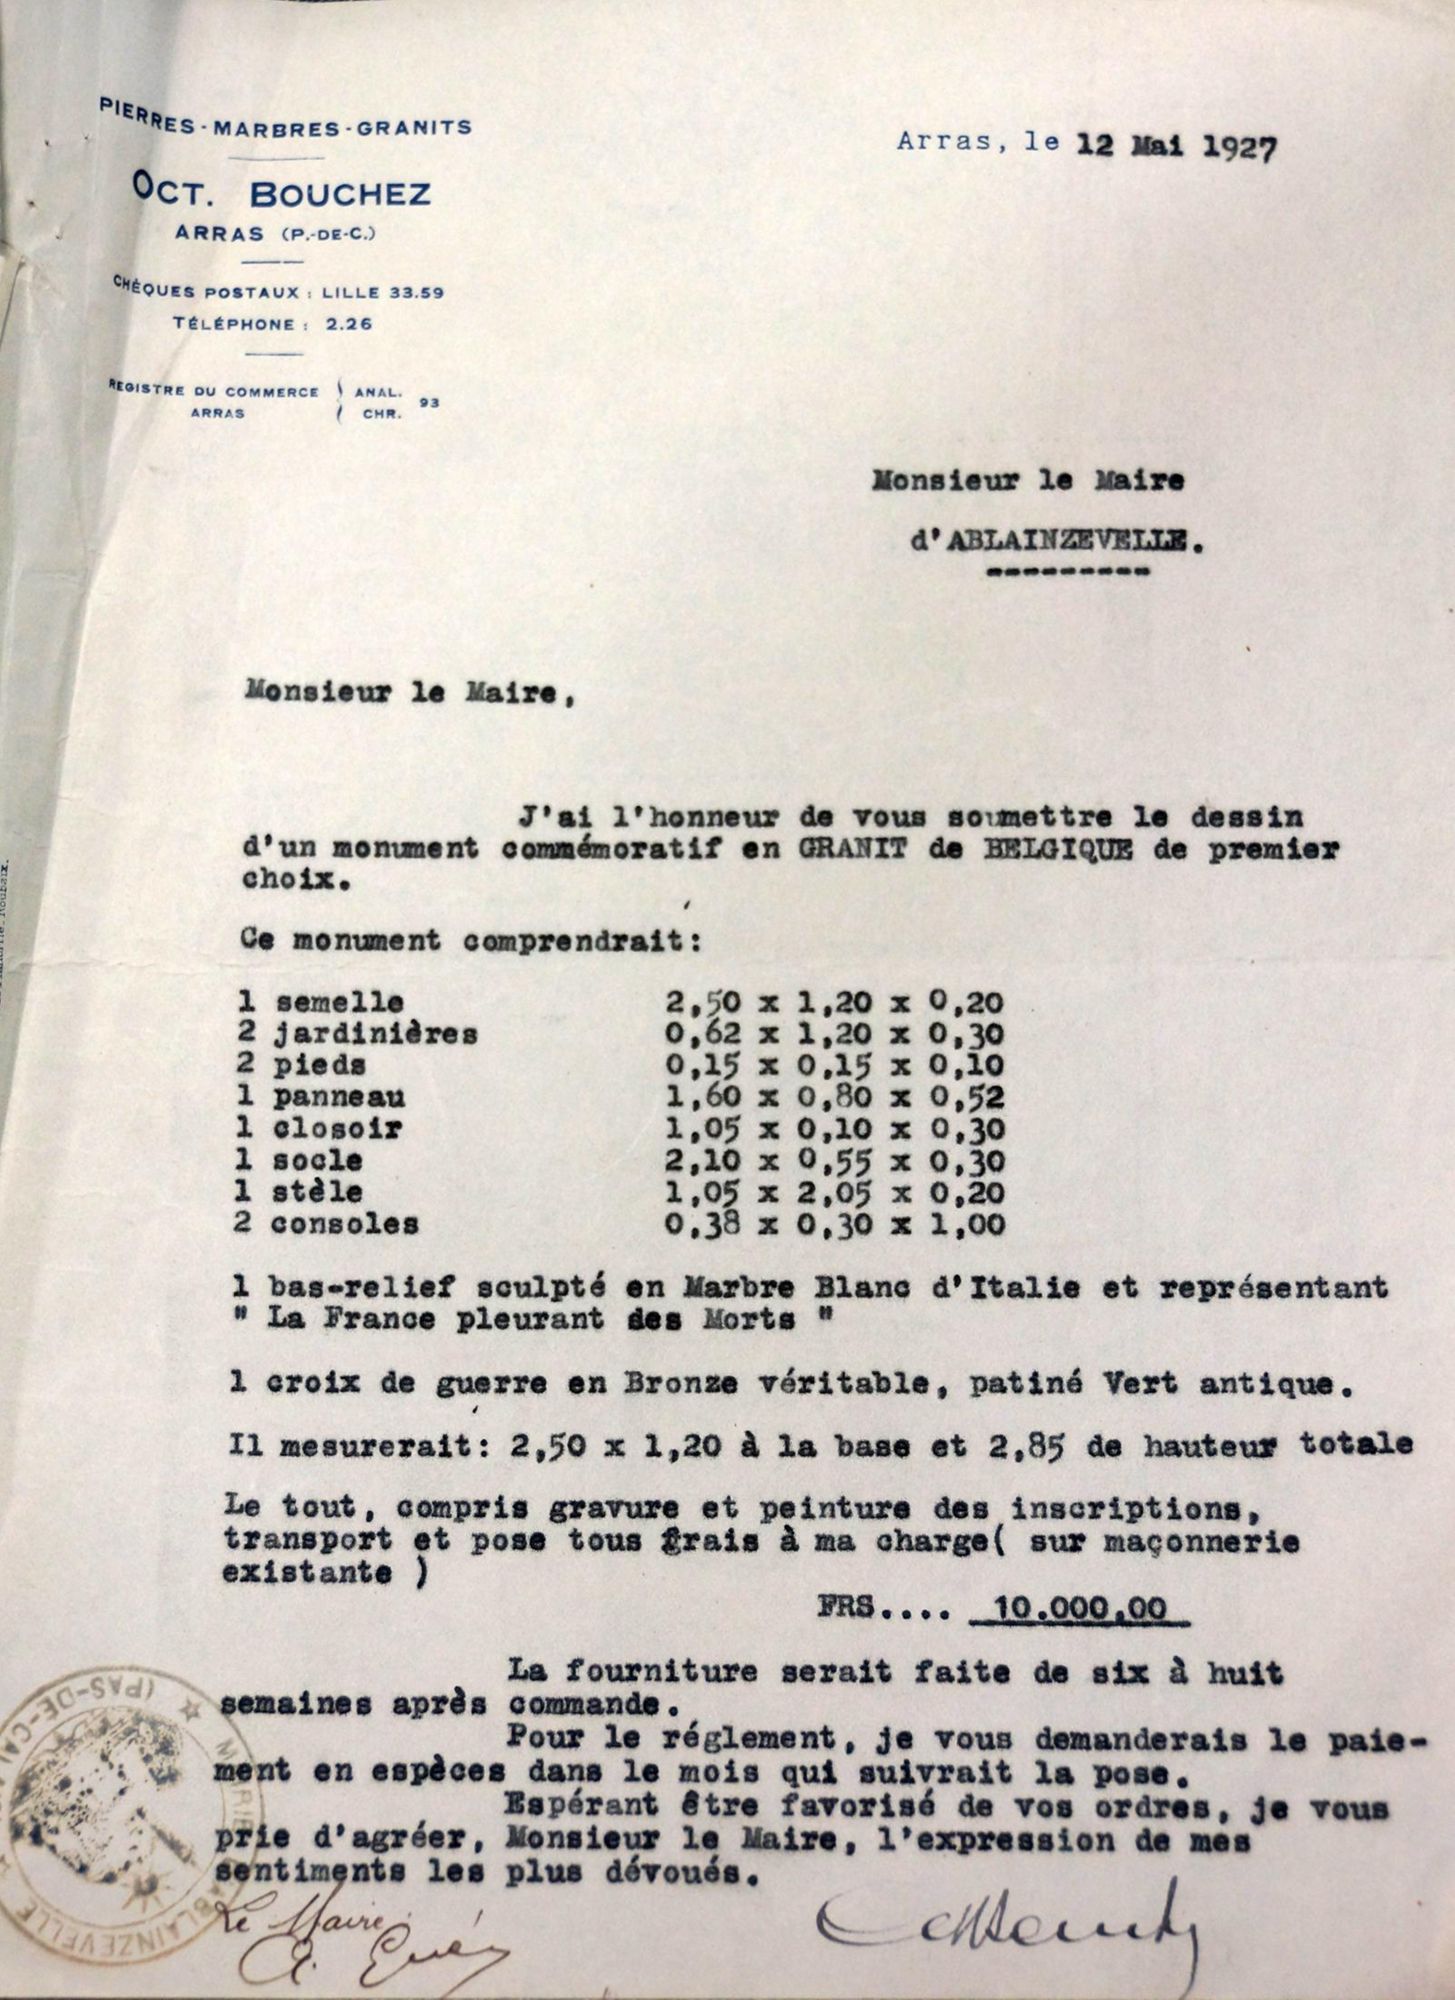 PIERRES-MARBRES-GRANITS
OCT. BOUCHEZ
ARRAS (P.-DE-C.)
CHÈQUES POSTAUX : LILLE 33.59
TÉLÉPHONE : 2.26
REGISTRE DU COMMERCE ANAL. 93
ARRAS CHR.
Arras, le 12 Mai 1927
Monsieur le Maire
d'ABLAINZEVELLE.
---------
Monsieur le Maire,
J'ai l'honneur de vous soumettre le dessin
d'un monument commémoratif en GRANIT de BELGIQUE de premier
choix.
Ce monument comprendrait:
1 semelle 2,50 x 1,20 x 0,20
2 jardinières 0,62 x 1,20 x 0,30
2 pieds 0,15 x 0,15 x 0,10
1 panneau 1,60 x 0,80 x 0,52
1 closoir 1,05 x 0,10 x 0,30
1 socle 2,10 x 0,55 x 0,30
1 stèle 1,05 x 2,05 x 0,20
2 consoles 0,38 x 0,30 x 1,00
1 bas-relief sculpté en Marbre Blanc d'Italie et représentant
" La France pleurant des Morts "
1 croix de guerre en Bronze véritable, patiné Vert antique.
Il mesurerait: 2,50 x 1,20 à la base et 2,85 de hauteur totale
Le tout, compris gravure et peinture des inscriptions,
transport et pose tous frais à ma charge( sur maçonnerie
existante )
FRS.... 10.000,00
La fourniture serait faite de six à huit
semaines après commande.
Pour le réglement, je vous demanderais le paie-
ment en espèces dans le mois qui suivrait la pose.
Espérant être favorisé de vos ordres, je vous
prie d'agréer, Monsieur le Maire, l'expression de mes
sentiments les plus dévoués.
Le Maire
MAIRIE ABLAINZEVELLE (PAS-DE-CALAIS)
Roubaix.